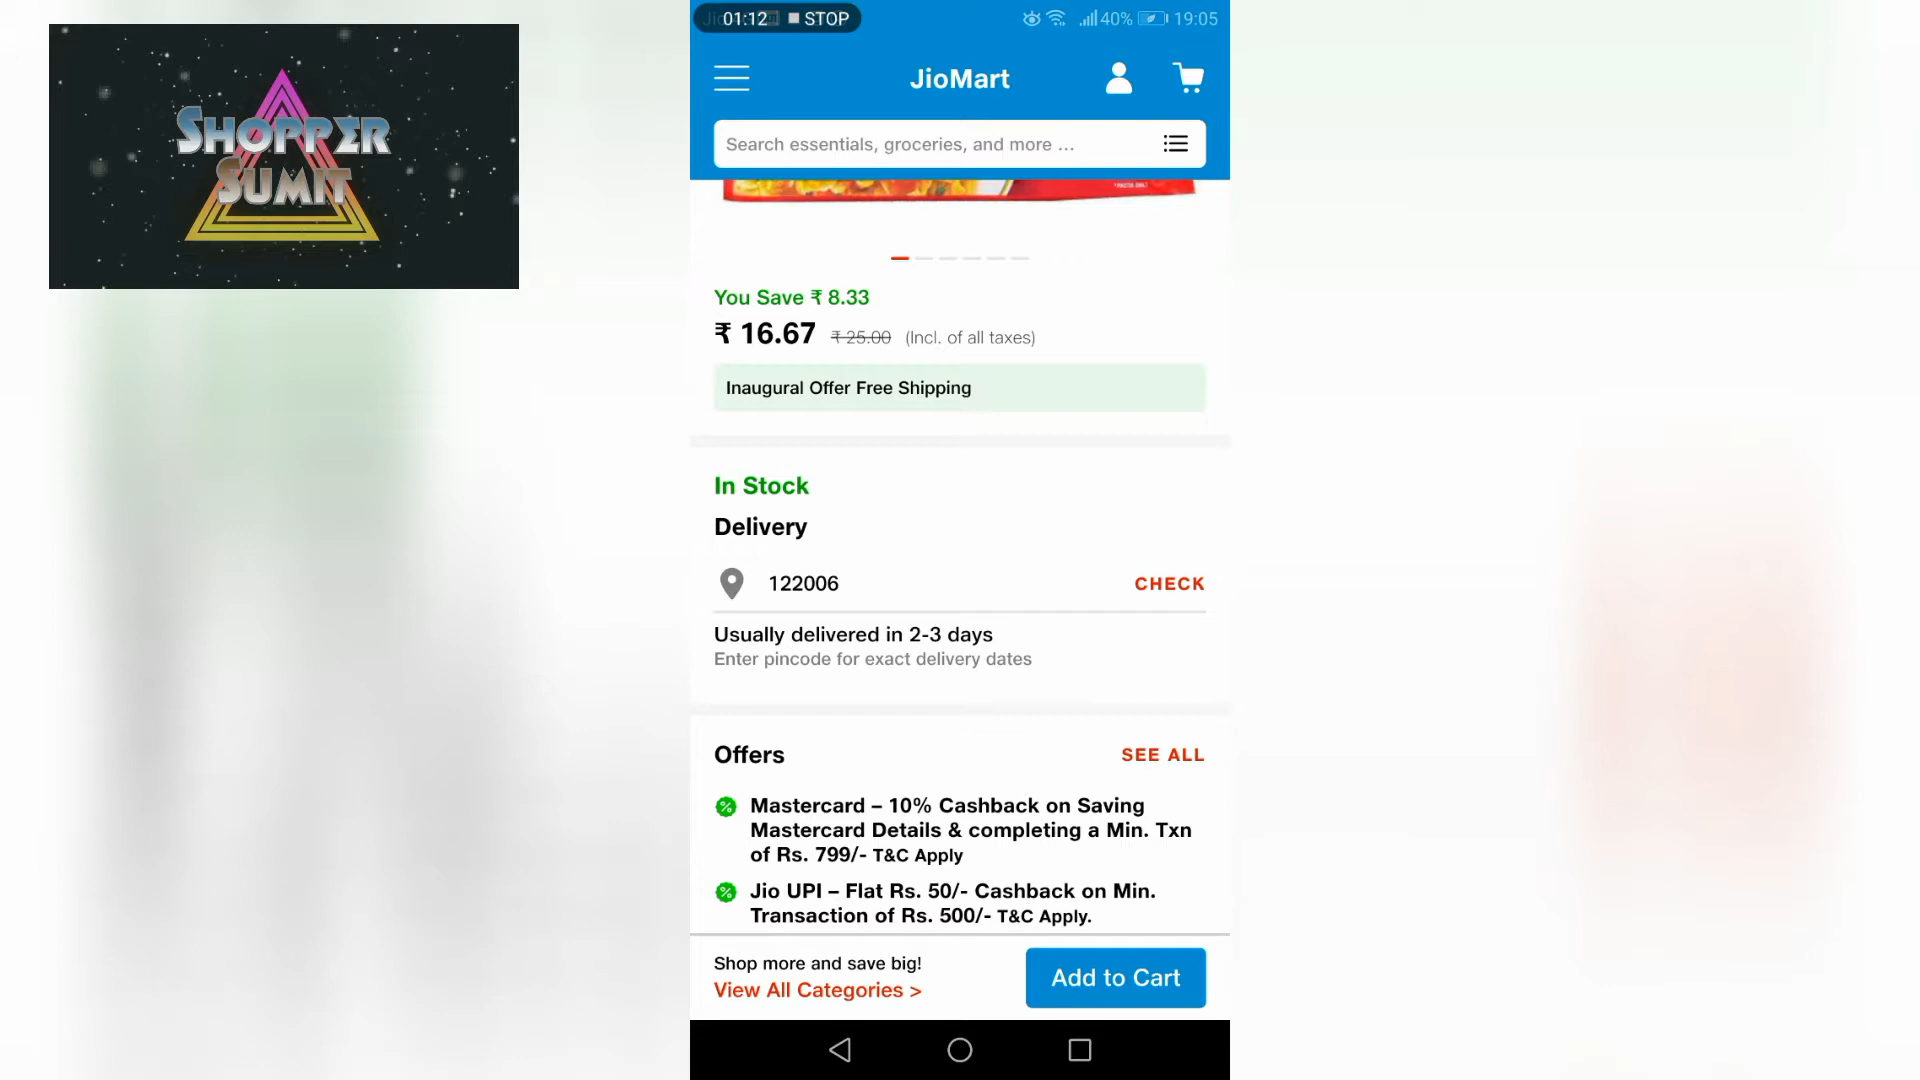 SHOPPER
SUMIT
01:12 STOP
40% 19:05
JioMart
Search essentials, groceries, and more ...
You Save ₹ 8.33
₹ 16.67 ₹ 25.00 (Incl. of all taxes)
Inaugural Offer Free Shipping
In Stock
Delivery
122006 CHECK
Usually delivered in 2-3 days
Enter pincode for exact delivery dates
Offers SEE ALL
Mastercard – 10% Cashback on Saving
Mastercard Details & completing a Min. Txn
of Rs. 799/- T&C Apply
Jio UPI – Flat Rs. 50/- Cashback on Min.
Transaction of Rs. 500/- T&C Apply.
Shop more and save big!
View All Categories >
Add to Cart